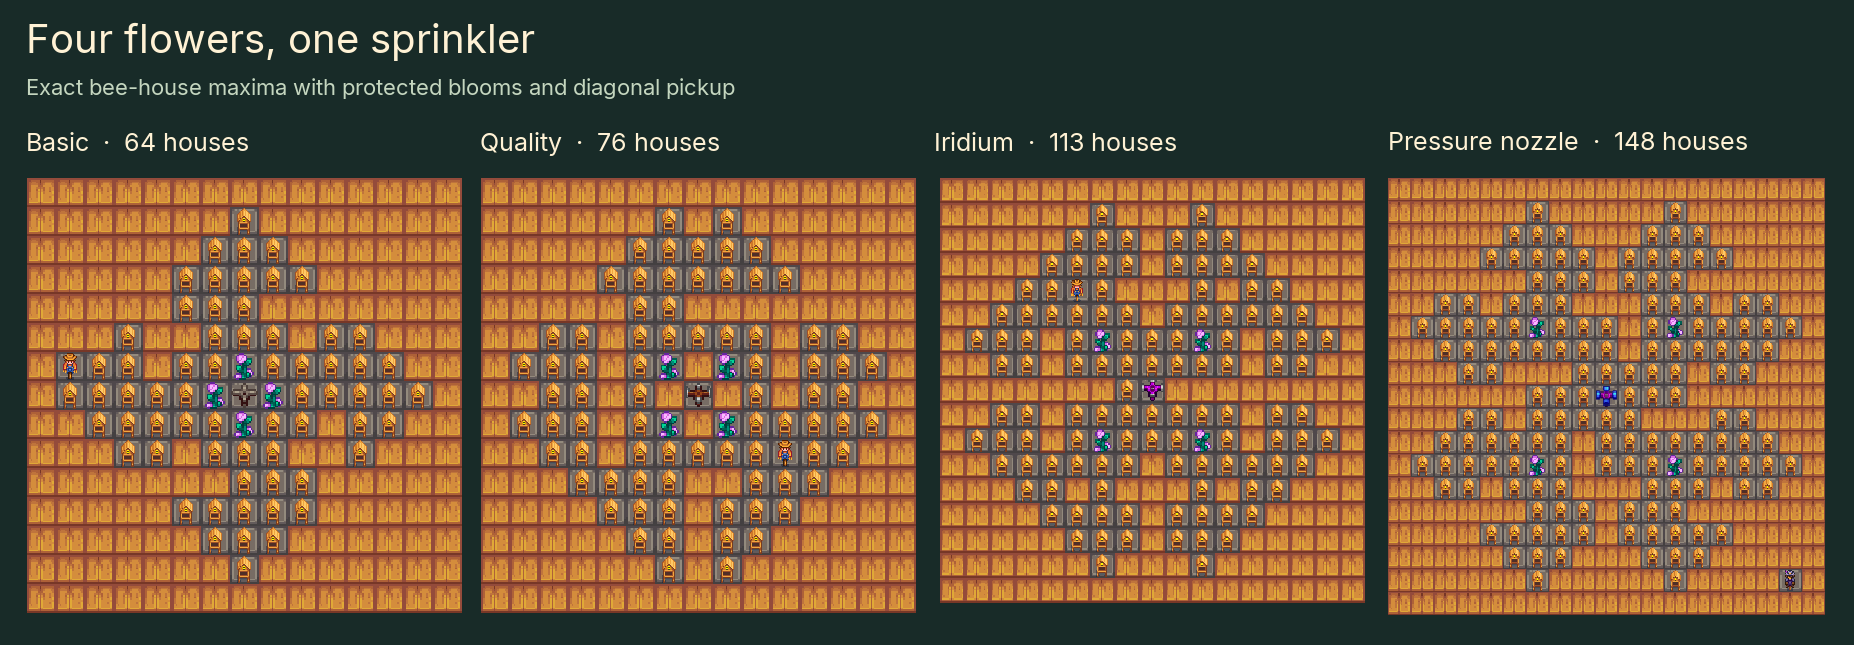 Four flowers, one sprinkler
Exact bee-house maxima with protected blooms and diagonal pickup
Basic · 64 houses
Quality · 76 houses
Iridium · 113 houses
Pressure nozzle · 148 houses